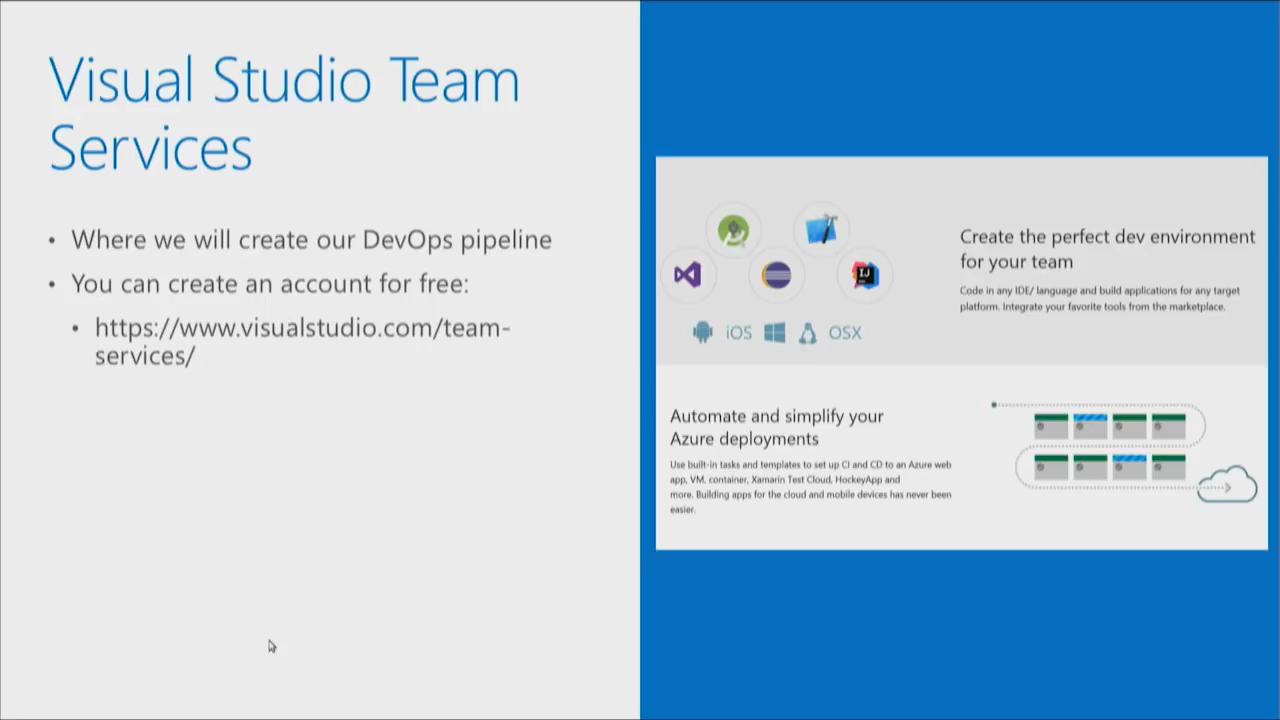 Visual Studio Team
Services
• Where we will create our DevOps pipeline
• You can create an account for free:
• https://www.visualstudio.com/team-
services/
IJ
iOS
OSX
Create the perfect dev environment
for your team
Code in any IDE/ language and build applications for any target
platform. Integrate your favorite tools from the marketplace.
Automate and simplify your
Azure deployments
Use built-in tasks and templates to set up CI and CD to an Azure web
app, VM, container, Xamarin Test Cloud, HockeyApp and
more. Building apps for the cloud and mobile devices has never been
easier.